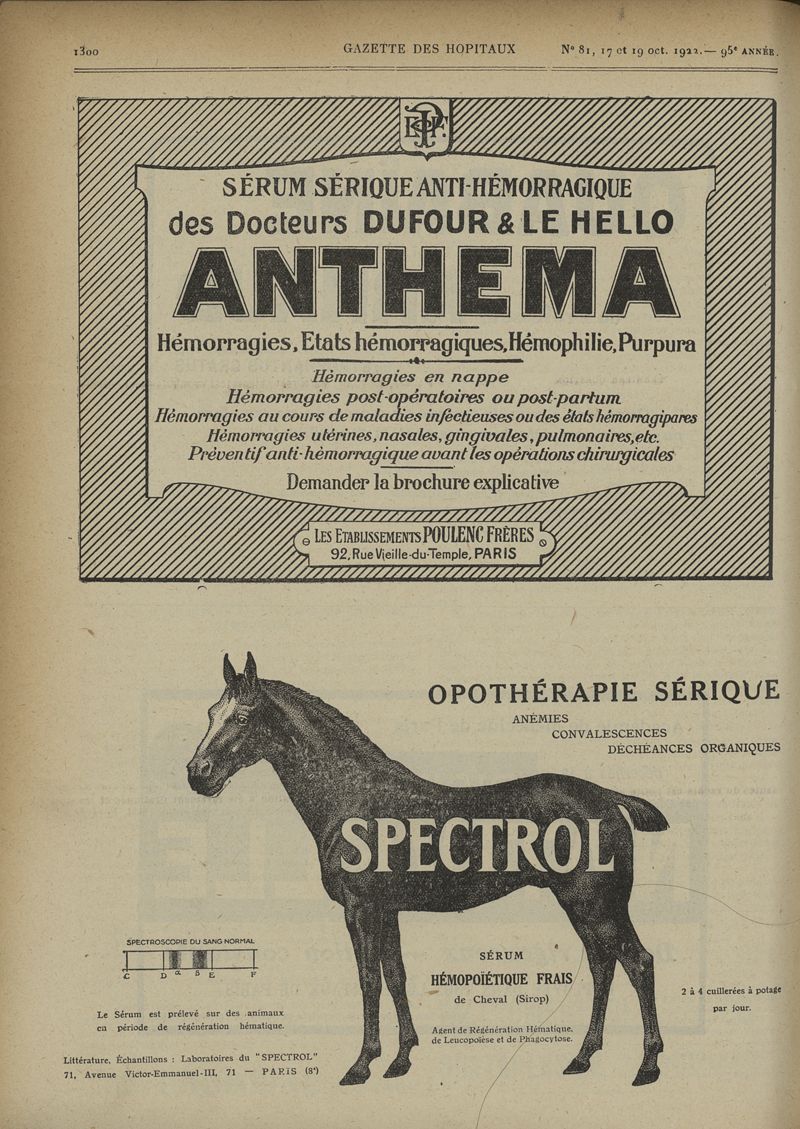 1300 GAZETTE DES HOPITAUX N° 81, 17 et 19 oct. 1922. — 95e ANNÉE.
SÉRUM SÉRIQUE ANTI-HÉMORRAGIQUE
des Docteurs DUFOUR & LE HELLO
ANTHEMA
Hémorragies, Etats hémorragiques, Hémophilie, Purpura
Hémorragies en nappe
Hémorragies post-opératoires ou post-partum
Hémorragies au cours de maladies infectieuses ou des états hémorragipares
Hémorragies utérines, nasales, gingivales, pulmonaires, etc.
Préventif anti-hémorragique avant les opérations chirurgicales
Demander la brochure explicative
LES ETABLISSEMENTS POULENC FRÈRES
92, Rue Vieille-du-Temple, PARIS
OPOTHÉRAPIE SÉRIQUE
ANÉMIES
CONVALESCENCES
DÉCHÉANCES ORGANIQUES
SPECTROL
SPECTROSCOPIE DU SANG NORMAL
C D α β E F
Le Sérum est prélevé sur des animaux
en période de régénération hématique.
Littérature, Échantillons : Laboratoires du "SPECTROL"
71, Avenue Victor-Emmanuel-III, 71 — PARIS (8e)
SÉRUM
HÉMOPOÏÉTIQUE FRAIS
de Cheval (Sirop)
Agent de Régénération Hématique,
de Leucopoïèse et de Phagocytose.
2 à 4 cuillerées à potage
par jour.